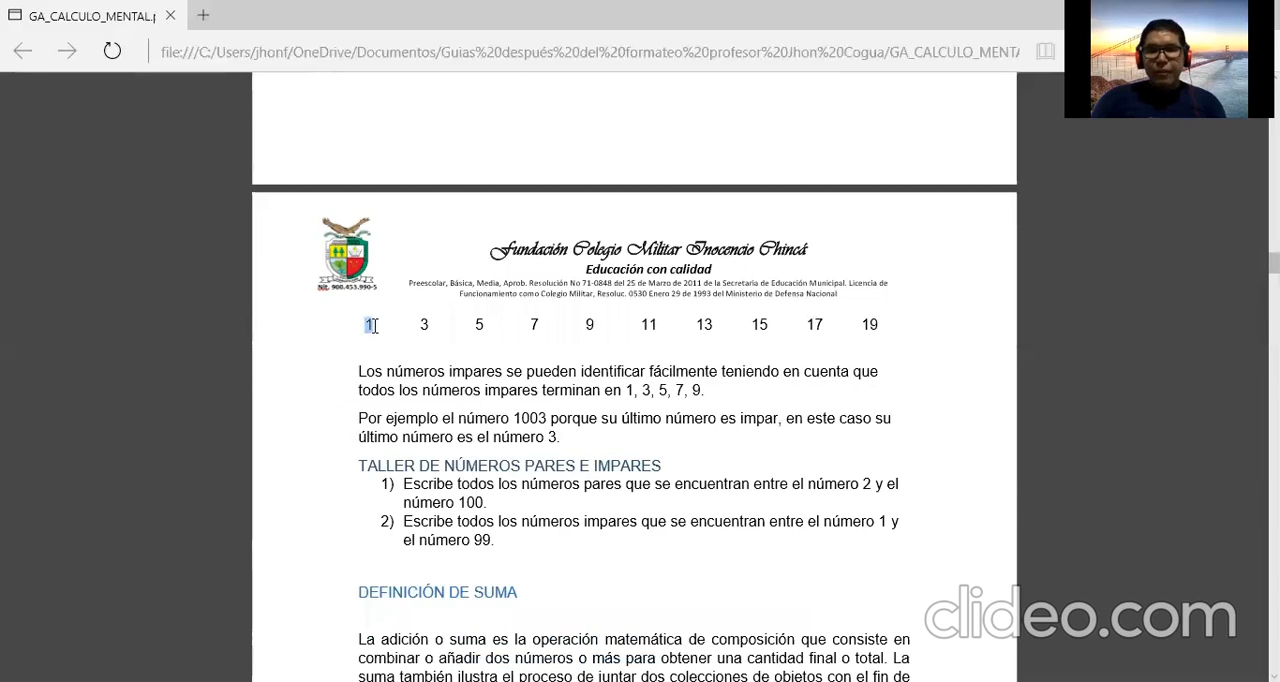 GA_CALCULO_MENTAL.p
file:///C:/Users/jhonf/OneDrive/Documentos/Guias%20después%20del%20formateo%20profesor%20Jhon%20Cogua/GA_CALCULO_MENTA
Fundación Colegio Militar Inocencio Chincá
Educación con calidad
Preescolar, Básica, Media, Aprob. Resolución No 71-0848 del 25 de Marzo de 2011 de la Secretaria de Educación Municipal. Licencia de
Funcionamiento como Colegio Militar, Resoluc. 0530 Enero 29 de 1993 del Ministerio de Defensa Nacional
Nit. 900.453.990-5
1 3 5 7 9 11 13 15 17 19
Los números impares se pueden identificar fácilmente teniendo en cuenta que
todos los números impares terminan en 1, 3, 5, 7, 9.
Por ejemplo el número 1003 porque su último número es impar, en este caso su
último número es el número 3.
TALLER DE NÚMEROS PARES E IMPARES
1) Escribe todos los números pares que se encuentran entre el número 2 y el
número 100.
2) Escribe todos los números impares que se encuentran entre el número 1 y
el número 99.
DEFINICIÓN DE SUMA
La adición o suma es la operación matemática de composición que consiste en
combinar o añadir dos números o más para obtener una cantidad final o total. La
suma también ilustra el proceso de juntar dos colecciones de objetos con el fin de
clideo.com